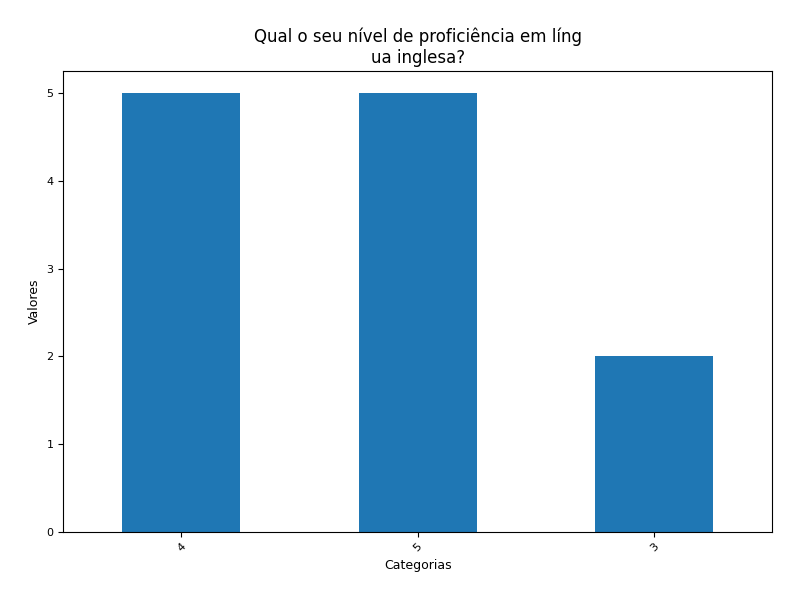 Qual o seu nível de proficiência em líng
ua inglesa?
5
4
3
2
1
0
Valores
4
5
3
Categorias